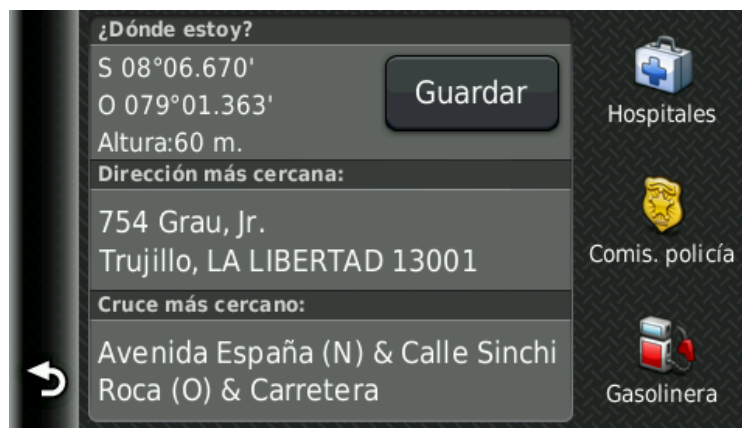 ¿Dónde estoy?
S 08°06.670'
O 079°01.363'
Altura:60 m.
Guardar
Dirección más cercana:
754 Grau, Jr.
Trujillo, LA LIBERTAD 13001
Cruce más cercano:
Avenida España (N) & Calle Sinchi
Roca (O) & Carretera
Hospitales
Comis. policía
Gasolinera